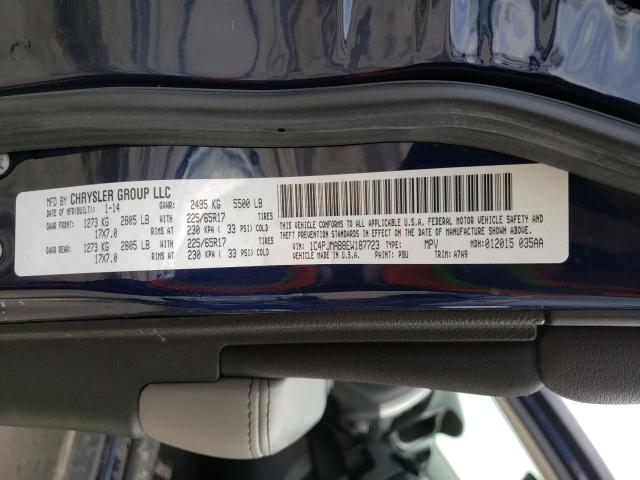 MFD BY CHRYSLER GROUP LLC
DATE OF MFR(BUILT): 1-14 GVWR: 2495 KG 5500 LB
GAWR FRONT: 1273 KG 2805 LB WITH 225/65R17 TIRES
17X7.0 RIMS AT 230 KPA ( 33 PSI) COLD
GAWR REAR: 1273 KG 2805 LB WITH 225/65R17 TIRES
17X7.0 RIMS AT 230 KPA ( 33 PSI) COLD
THIS VEHICLE CONFORMS TO ALL APPLICABLE U.S.A. FEDERAL MOTOR VEHICLE SAFETY AND
THEFT PREVENTION STANDARDS IN EFFECT ON THE DATE OF MANUFACTURE SHOWN ABOVE.
VIN: 1C4PJMAB8EW187723 TYPE: MPV MDH: 012015 035AA
VEHICLE MADE IN U.S.A. PAINT: PBU TRIM: A7A9